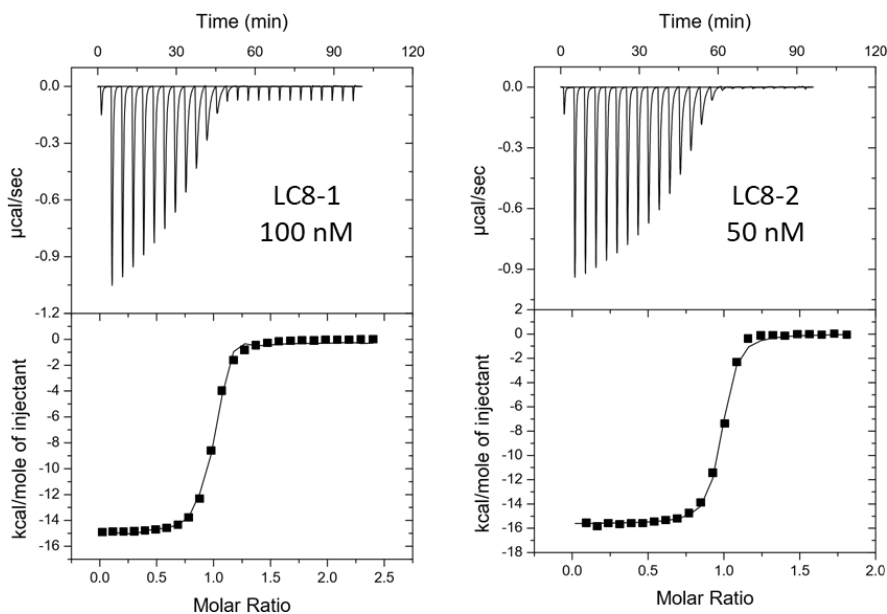 Time (min)
0 30 60 90 120
0.0
-0.3
-0.6
-0.9
-1.2
µcal/sec
LC8-1
100 nM
0
-2
-4
-6
-8
-10
-12
-14
-16
kcal/mole of injectant
0.0 0.5 1.0 1.5 2.0 2.5
Molar Ratio
Time (min)
0 30 60 90 120
0.0
-0.3
-0.6
-0.9
µcal/sec
LC8-2
50 nM
2
0
-2
-4
-6
-8
-10
-12
-14
-16
-18
kcal/mole of injectant
0.0 0.5 1.0 1.5 2.0
Molar Ratio